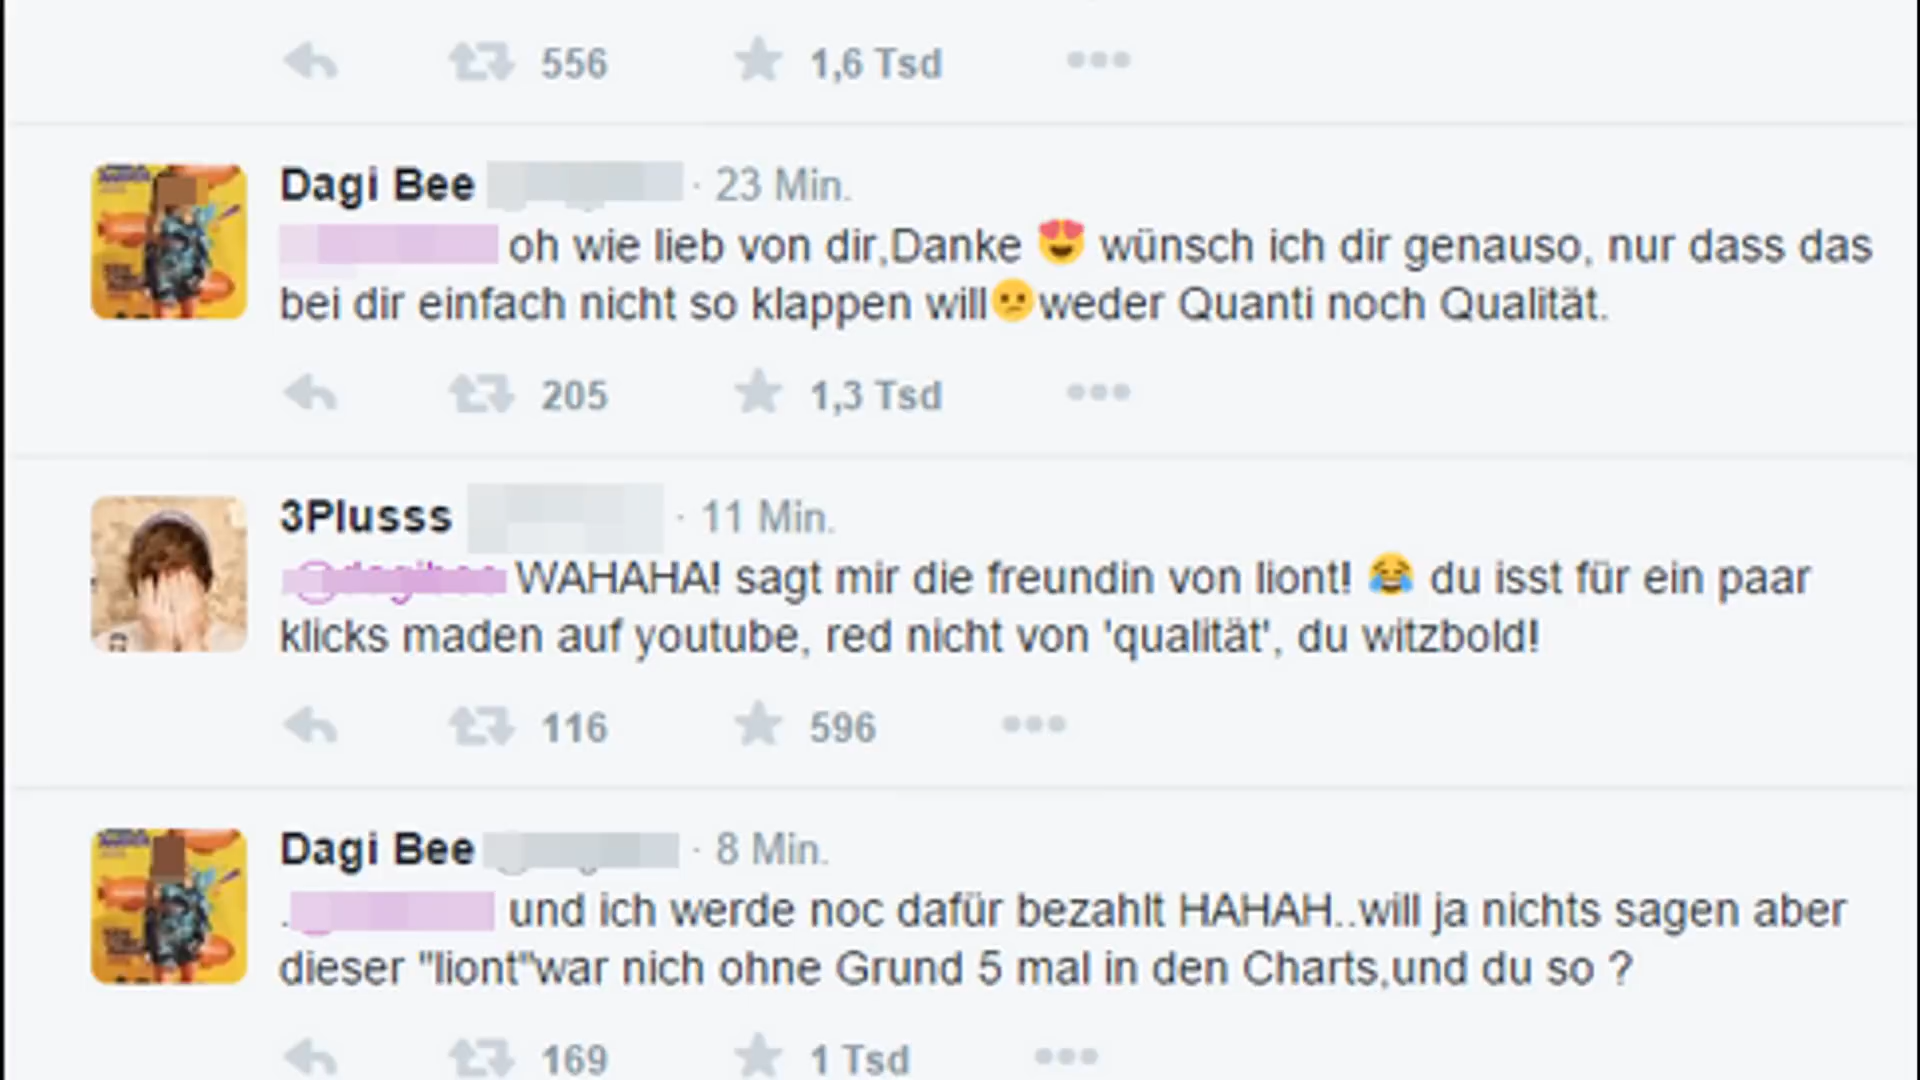 556 1,6 Tsd
Dagi Bee · 23 Min.
oh wie lieb von dir,Danke 😍 wünsch ich dir genauso, nur dass das
bei dir einfach nicht so klappen will😕weder Quanti noch Qualität.
205 1,3 Tsd
3Plusss · 11 Min.
WAHAHA! sagt mir die freundin von liont! 😂 du isst für ein paar
klicks maden auf youtube, red nicht von 'qualität', du witzbold!
116 596
Dagi Bee · 8 Min.
. und ich werde noc dafür bezahlt HAHAH..will ja nichts sagen aber
dieser "liont"war nich ohne Grund 5 mal in den Charts,und du so ?
169 1 Tsd